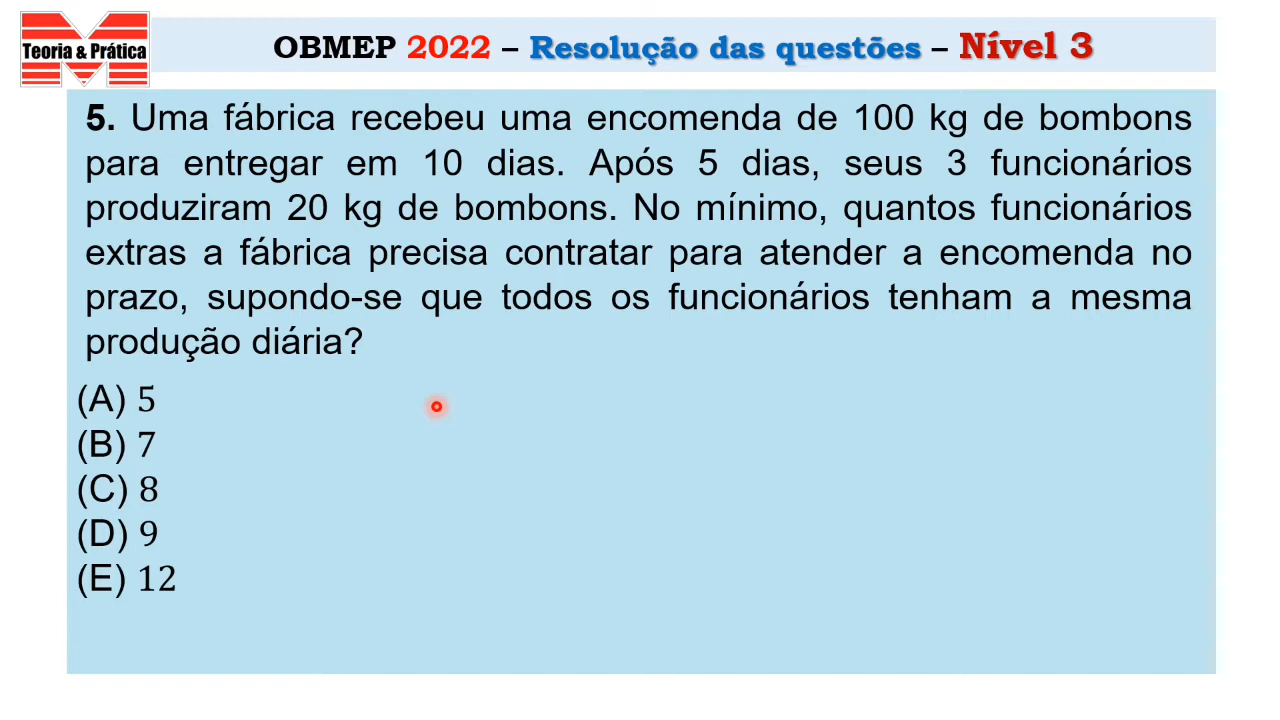 Teoria & Prática
OBMEP 2022 – Resolução das questões – Nível 3
5. Uma fábrica recebeu uma encomenda de 100 kg de bombons
para entregar em 10 dias. Após 5 dias, seus 3 funcionários
produziram 20 kg de bombons. No mínimo, quantos funcionários
extras a fábrica precisa contratar para atender a encomenda no
prazo, supondo-se que todos os funcionários tenham a mesma
produção diária?
(A) 5
(B) 7
(C) 8
(D) 9
(E) 12